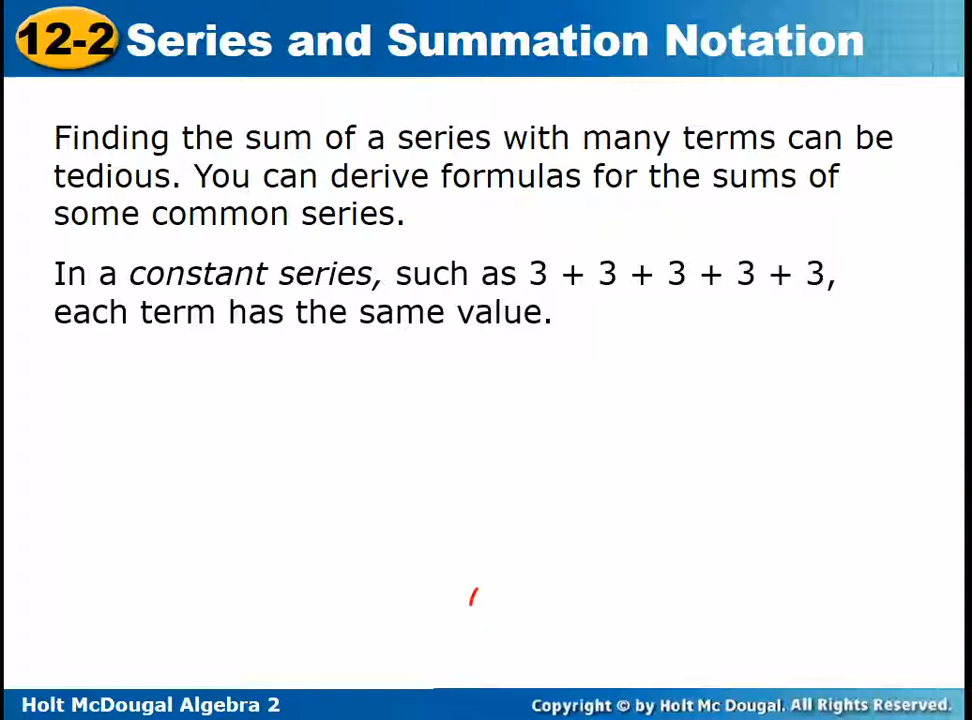 12-2 Series and Summation Notation
Finding the sum of a series with many terms can be
tedious. You can derive formulas for the sums of
some common series.
In a constant series, such as 3 + 3 + 3 + 3 + 3,
each term has the same value.
Holt McDougal Algebra 2
Copyright © by Holt Mc Dougal. All Rights Reserved.